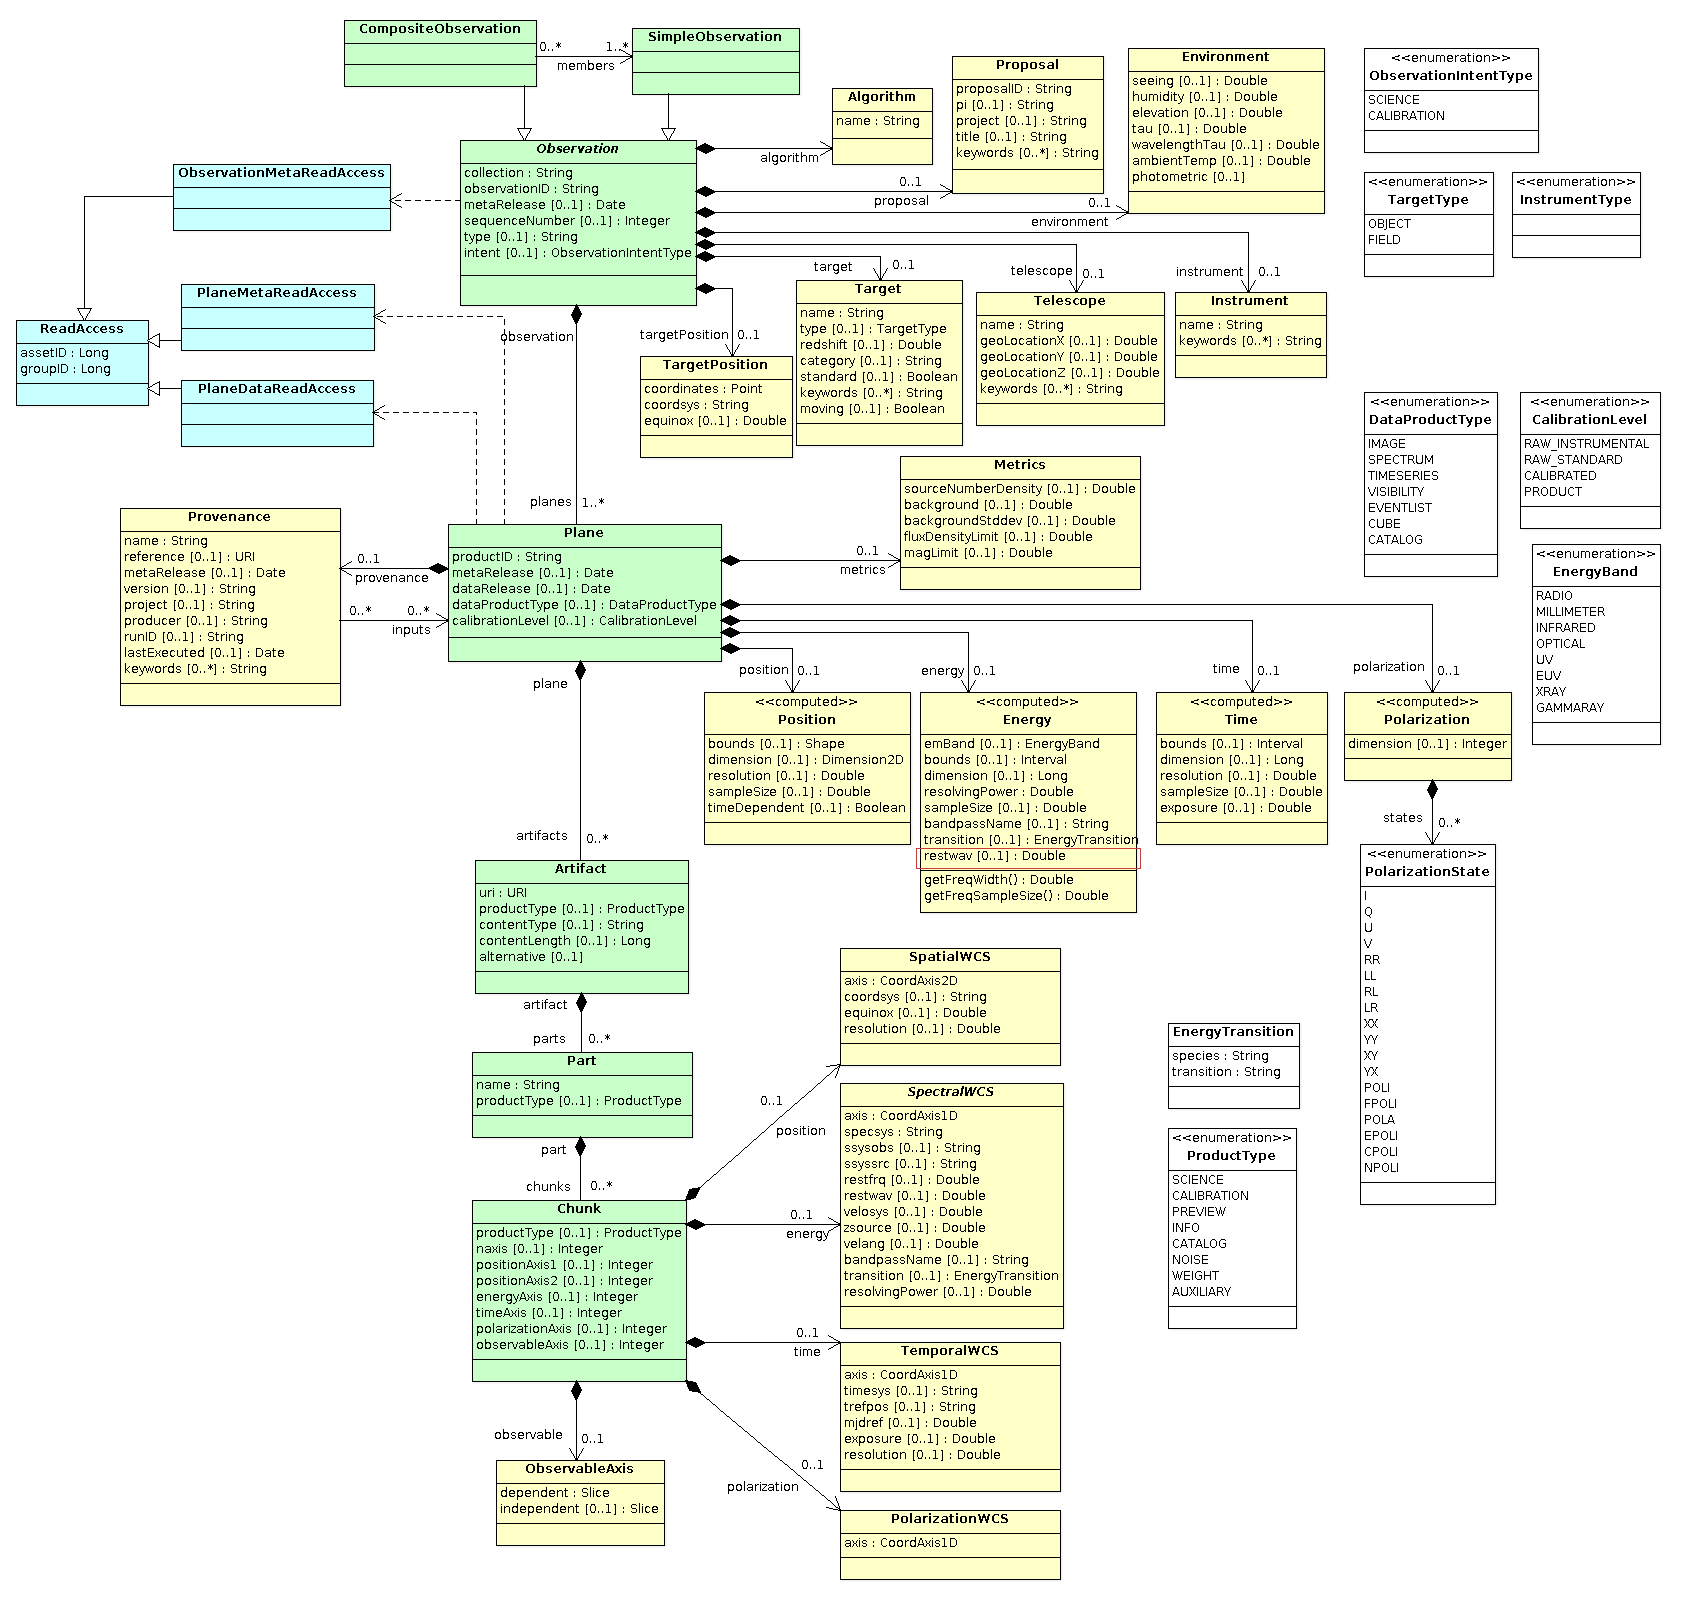 CompositeObservation
0..*
1..*
members
SimpleObservation
Algorithm
name : String
algorithm
Proposal
proposalID : String
pi [0..1] : String
project [0..1] : String
title [0..1] : String
keywords [0..*] : String
0..1
proposal
Environment
seeing [0..1] : Double
humidity [0..1] : Double
elevation [0..1] : Double
tau [0..1] : Double
wavelengthTau [0..1] : Double
ambientTemp [0..1] : Double
photometric [0..1]
0..1
environment
<<enumeration>>
ObservationIntentType
SCIENCE
CALIBRATION
<<enumeration>>
TargetType
OBJECT
FIELD
<<enumeration>>
InstrumentType
Observation
collection : String
observationID : String
metaRelease [0..1] : Date
sequenceNumber [0..1] : Integer
type [0..1] : String
intent [0..1] : ObservationIntentType
ObservationMetaReadAccess
PlaneMetaReadAccess
ReadAccess
assetID : Long
groupID : Long
PlaneDataReadAccess
observation
targetPosition
0..1
TargetPosition
coordinates : Point
coordsys : String
equinox [0..1] : Double
target
0..1
Target
name : String
type [0..1] : TargetType
redshift [0..1] : Double
category [0..1] : String
standard [0..1] : Boolean
keywords [0..*] : String
moving [0..1] : Boolean
telescope
0..1
Telescope
name : String
geoLocationX [0..1] : Double
geoLocationY [0..1] : Double
geoLocationZ [0..1] : Double
keywords [0..*] : String
instrument
0..1
Instrument
name : String
keywords [0..*] : String
<<enumeration>>
DataProductType
IMAGE
SPECTRUM
TIMESERIES
VISIBILITY
EVENTLIST
CUBE
CATALOG
<<enumeration>>
CalibrationLevel
RAW_INSTRUMENTAL
RAW_STANDARD
CALIBRATED
PRODUCT
<<enumeration>>
EnergyBand
RADIO
MILLIMETER
INFRARED
OPTICAL
UV
EUV
XRAY
GAMMARAY
planes
1..*
Metrics
sourceNumberDensity [0..1] : Double
background [0..1] : Double
backgroundStddev [0..1] : Double
fluxDensityLimit [0..1] : Double
magLimit [0..1] : Double
0..1
metrics
Provenance
name : String
reference [0..1] : URI
metaRelease [0..1] : Date
version [0..1] : String
project [0..1] : String
producer [0..1] : String
runID [0..1] : String
lastExecuted [0..1] : Date
keywords [0..*] : String
0..1
provenance
0..*
0..*
inputs
Plane
productID : String
metaRelease [0..1] : Date
dataRelease [0..1] : Date
dataProductType [0..1] : DataProductType
calibrationLevel [0..1] : CalibrationLevel
plane
position
0..1
<<computed>>
Position
bounds [0..1] : Shape
dimension [0..1] : Dimension2D
resolution [0..1] : Double
sampleSize [0..1] : Double
timeDependent [0..1] : Boolean
energy
0..1
<<computed>>
Energy
emBand [0..1] : EnergyBand
bounds [0..1] : Interval
dimension [0..1] : Long
resolvingPower : Double
sampleSize [0..1] : Double
bandpassName [0..1] : String
transition [0..1] : EnergyTransition
restwav [0..1] : Double
getFreqWidth() : Double
getFreqSampleSize() : Double
time
0..1
<<computed>>
Time
bounds [0..1] : Interval
dimension [0..1] : Long
resolution [0..1] : Double
sampleSize [0..1] : Double
exposure [0..1] : Double
polarization
0..1
<<computed>>
Polarization
dimension [0..1] : Integer
states
0..*
<<enumeration>>
PolarizationState
I
Q
U
V
RR
LL
RL
LR
XX
YY
XY
YX
POLI
FPOLI
POLA
EPOLI
CPOLI
NPOLI
artifacts
0..*
Artifact
uri : URI
productType [0..1] : ProductType
contentType [0..1] : String
contentLength [0..1] : Long
alternative [0..1]
artifact
parts
0..*
Part
name : String
productType [0..1] : ProductType
part
chunks
0..*
Chunk
productType [0..1] : ProductType
naxis [0..1] : Integer
positionAxis1 [0..1] : Integer
positionAxis2 [0..1] : Integer
energyAxis [0..1] : Integer
timeAxis [0..1] : Integer
polarizationAxis [0..1] : Integer
observableAxis [0..1] : Integer
0..1
position
SpatialWCS
axis : CoordAxis2D
coordsys [0..1] : String
equinox [0..1] : Double
resolution [0..1] : Double
0..1
energy
SpectralWCS
axis : CoordAxis1D
specsys : String
ssysobs [0..1] : String
ssyssrc [0..1] : String
restfrq [0..1] : Double
restwav [0..1] : Double
velosys [0..1] : Double
zsource [0..1] : Double
velang [0..1] : Double
bandpassName [0..1] : String
transition [0..1] : EnergyTransition
resolvingPower [0..1] : Double
EnergyTransition
species : String
transition : String
<<enumeration>>
ProductType
SCIENCE
CALIBRATION
PREVIEW
INFO
CATALOG
NOISE
WEIGHT
AUXILIARY
0..1
time
TemporalWCS
axis : CoordAxis1D
timesys [0..1] : String
trefpos [0..1] : String
mjdref [0..1] : Double
exposure [0..1] : Double
resolution [0..1] : Double
observable
0..1
ObservableAxis
dependent : Slice
independent [0..1] : Slice
0..1
polarization
PolarizationWCS
axis : CoordAxis1D